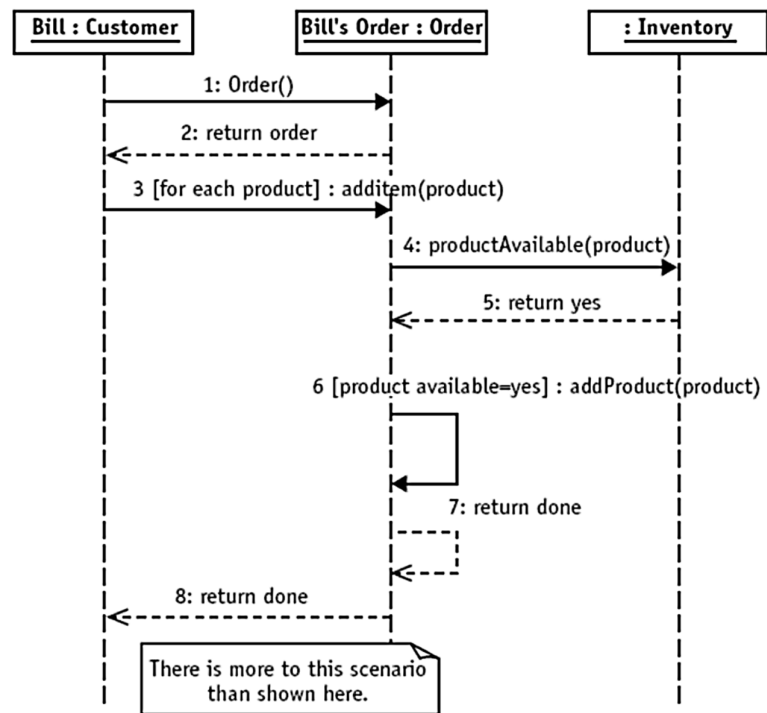 Bill : Customer
Bill's Order : Order
: Inventory
1: Order()
2: return order
3 [for each product] : additem(product)
4: productAvailable(product)
5: return yes
6 [product available=yes] : addProduct(product)
7: return done
8: return done
There is more to this scenario
than shown here.